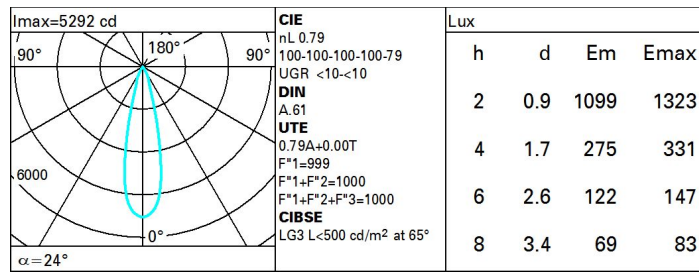 Imax=5292 cd
90°
180°
90°
6000
0°
α=24°
CIE
nL 0.79
100-100-100-100-79
UGR <10-<10
DIN
A.61
UTE
0.79A+0.00T
F"1=999
F"1+F"2=1000
F"1+F"2+F"3=1000
CIBSE
LG3 L<500 cd/m² at 65°
Lux
h d Em Emax
2 0.9 1099 1323
4 1.7 275 331
6 2.6 122 147
8 3.4 69 83